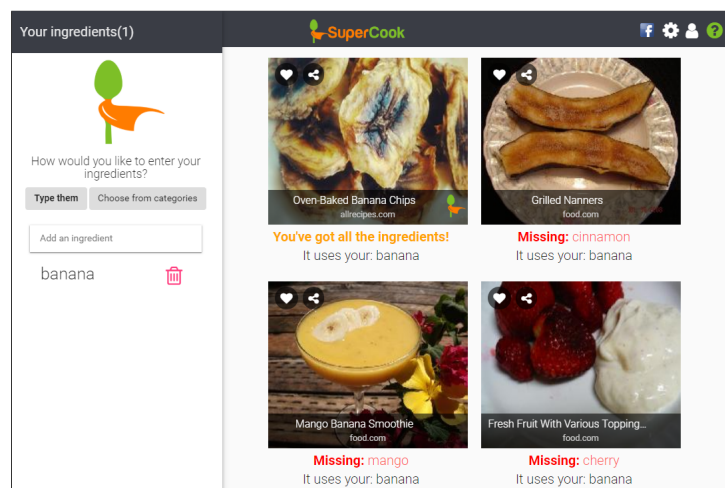 Your ingredients(1)
SuperCook
How would you like to enter your
ingredients?
Type them
Choose from categories
Add an ingredient
banana
Oven-Baked Banana Chips
allrecipes.com
You've got all the ingredients!
It uses your: banana
Grilled Nanners
food.com
Missing: cinnamon
It uses your: banana
Mango Banana Smoothie
food.com
Missing: mango
It uses your: banana
Fresh Fruit With Various Topping...
food.com
Missing: cherry
It uses your: banana